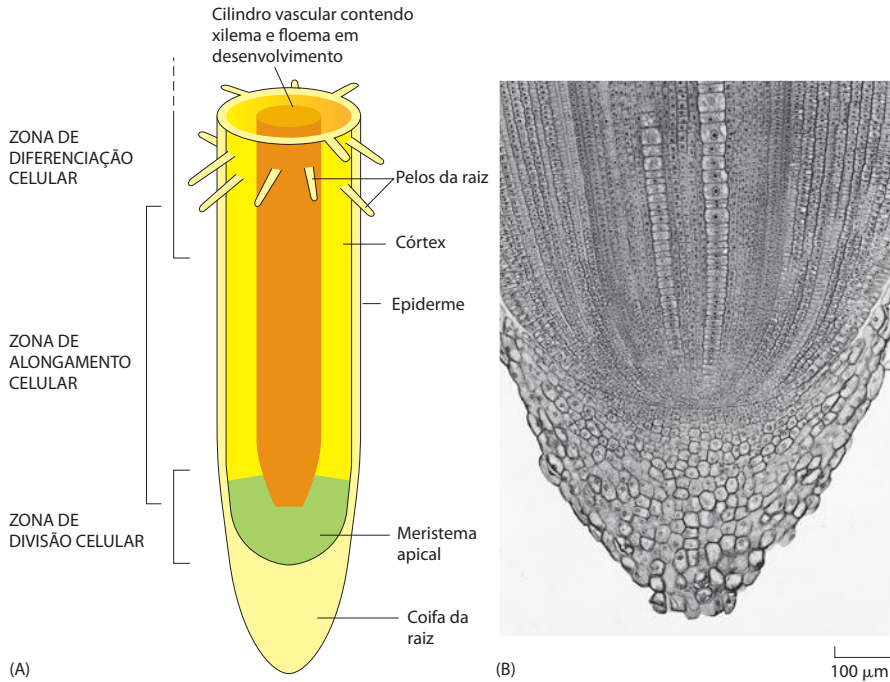 Cilindro vascular contendo
xilema e floema em
desenvolvimento
ZONA DE
DIFERENCIAÇÃO
CELULAR
Pelos da raiz
Córtex
Epiderme
ZONA DE
ALONGAMENTO
CELULAR
ZONA DE
DIVISÃO CELULAR
Meristema
apical
Coifa da
raiz
(A)
(B)
100 μm